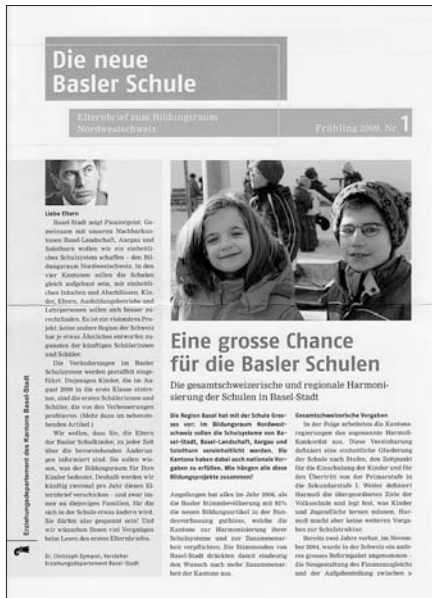 Die neue
Basler Schule
Elternbrief zum Bildungsraum
Nordwestschweiz
Frühling 2009, Nr. 1
Liebe Eltern
Basel-Stadt zeigt Pioniergeist: Ge-
meinsam mit unseren Nachbarkan-
tonen Basel-Landschaft, Aargau und
Solothurn wollen wir ein einheitli-
ches Schulsystem schaffen – den Bil-
dungsraum Nordwestschweiz. In den
vier Kantonen sollen die Schulen
gleich aufgebaut sein, mit einheitli-
chen Inhalten und Abschlüssen. Kin-
der, Eltern, Ausbildungsbetriebe und
Lehrpersonen sollen sich besser zu-
rechtfinden. Es ist ein visionäres Pro-
jekt: keine andere Region der Schweiz
hat je etwas Ähnliches entworfen zu-
gunsten der künftigen Schülerinnen
und Schüler.
Die Veränderungen im Basler
Schulsystem werden gestaffelt einge-
führt. Diejenigen Kinder, die im Au-
gust 2009 in die erste Klasse eintre-
ten, sind die ersten Schülerinnen und
Schüler, die von den Verbesserungen
profitieren. (Mehr dazu im nebenste-
henden Artikel.)
Wir wollen, dass Sie, die Eltern
der Basler Schulkinder, zu jeder Zeit
über die bevorstehenden Änderun-
gen informiert sind. Sie sollen wis-
sen, was der Bildungsraum für Ihre
Kinder bedeutet. Deshalb werden wir
künftig zweimal pro Jahr diesen El-
ternbrief verschicken – und zwar im-
mer an diejenigen Familien, für die
sich in der Schule etwas ändern wird.
Sie dürfen also gespannt sein! Und
wir wünschen Ihnen viel Vergnügen
beim Lesen des ersten Elternbriefes.
Dr. Christoph Eymann, Vorsteher
Erziehungsdepartement Basel-Stadt
Erziehungsdepartement des Kantons Basel-Stadt
Eine grosse Chance
für die Basler Schulen
Die gesamtschweizerische und regionale Harmoni-
sierung der Schulen in Basel-Stadt
Die Region Basel hat mit der Schule Gros-
ses vor: im Bildungsraum Nordwest-
schweiz sollen die Schulsysteme von Ba-
sel-Stadt, Basel-Landschaft, Aargau und
Solothurn vereinheitlicht werden. Die
Kantone haben dabei auch nationale Vor-
gaben zu erfüllen. Wie hängen alle diese
Bildungsprojekte zusammen?
Angefangen hat alles im Jahr 2006, als
die Basler Stimmbevölkerung mit 92%
die neuen Bildungsartikel in der Bun-
desverfassung guthiess, welche die
Kantone zur Harmonisierung ihrer
Schulsysteme und zur Zusammenar-
beit verpflichten. Die Stimmenden von
Basel-Stadt drückten damit eindeutig
den Wunsch nach mehr Zusammenar-
beit der Kantone aus.
Gesamtschweizerische Vorgaben
In der Folge arbeiteten die Kantons-
regierungen das sogenannte HarmoS-
Konkordat aus. Diese Vereinbarung
definiert eine einheitliche Gliederung
der Schule nach Stufen, den Zeitpunkt
für die Einschulung der Kinder und für
den Übertritt von der Primarstufe in
die Sekundarstufe I. Weiter definiert
HarmoS die übergeordneten Ziele der
Volksschule und legt fest, was Kinder
und Jugendliche lernen müssen. Har-
moS macht aber keine weiteren Vorga-
ben zur Schulstruktur.
Bereits zwei Jahre vorher, im Novem-
ber 2004, wurde in der Schweiz ein an-
deres grosses Reformpaket angenommen –
die Neugestaltung des Finanzausgleichs
und der Aufgabenteilung zwischen >